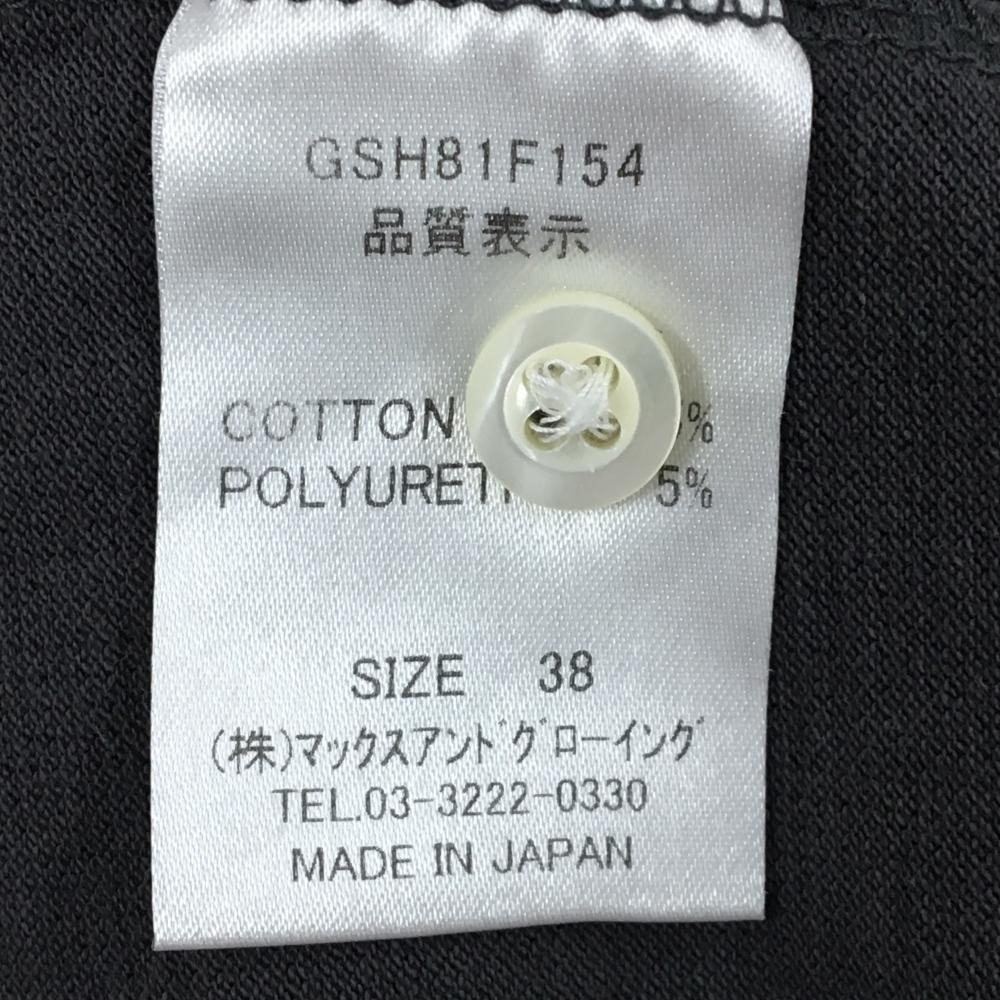 GSH81F154
品質表示
COTTON
5%
SIZE 38
(株)マックスアンドグローイング
TEL.03-3222-0330
MADE IN JAPAN